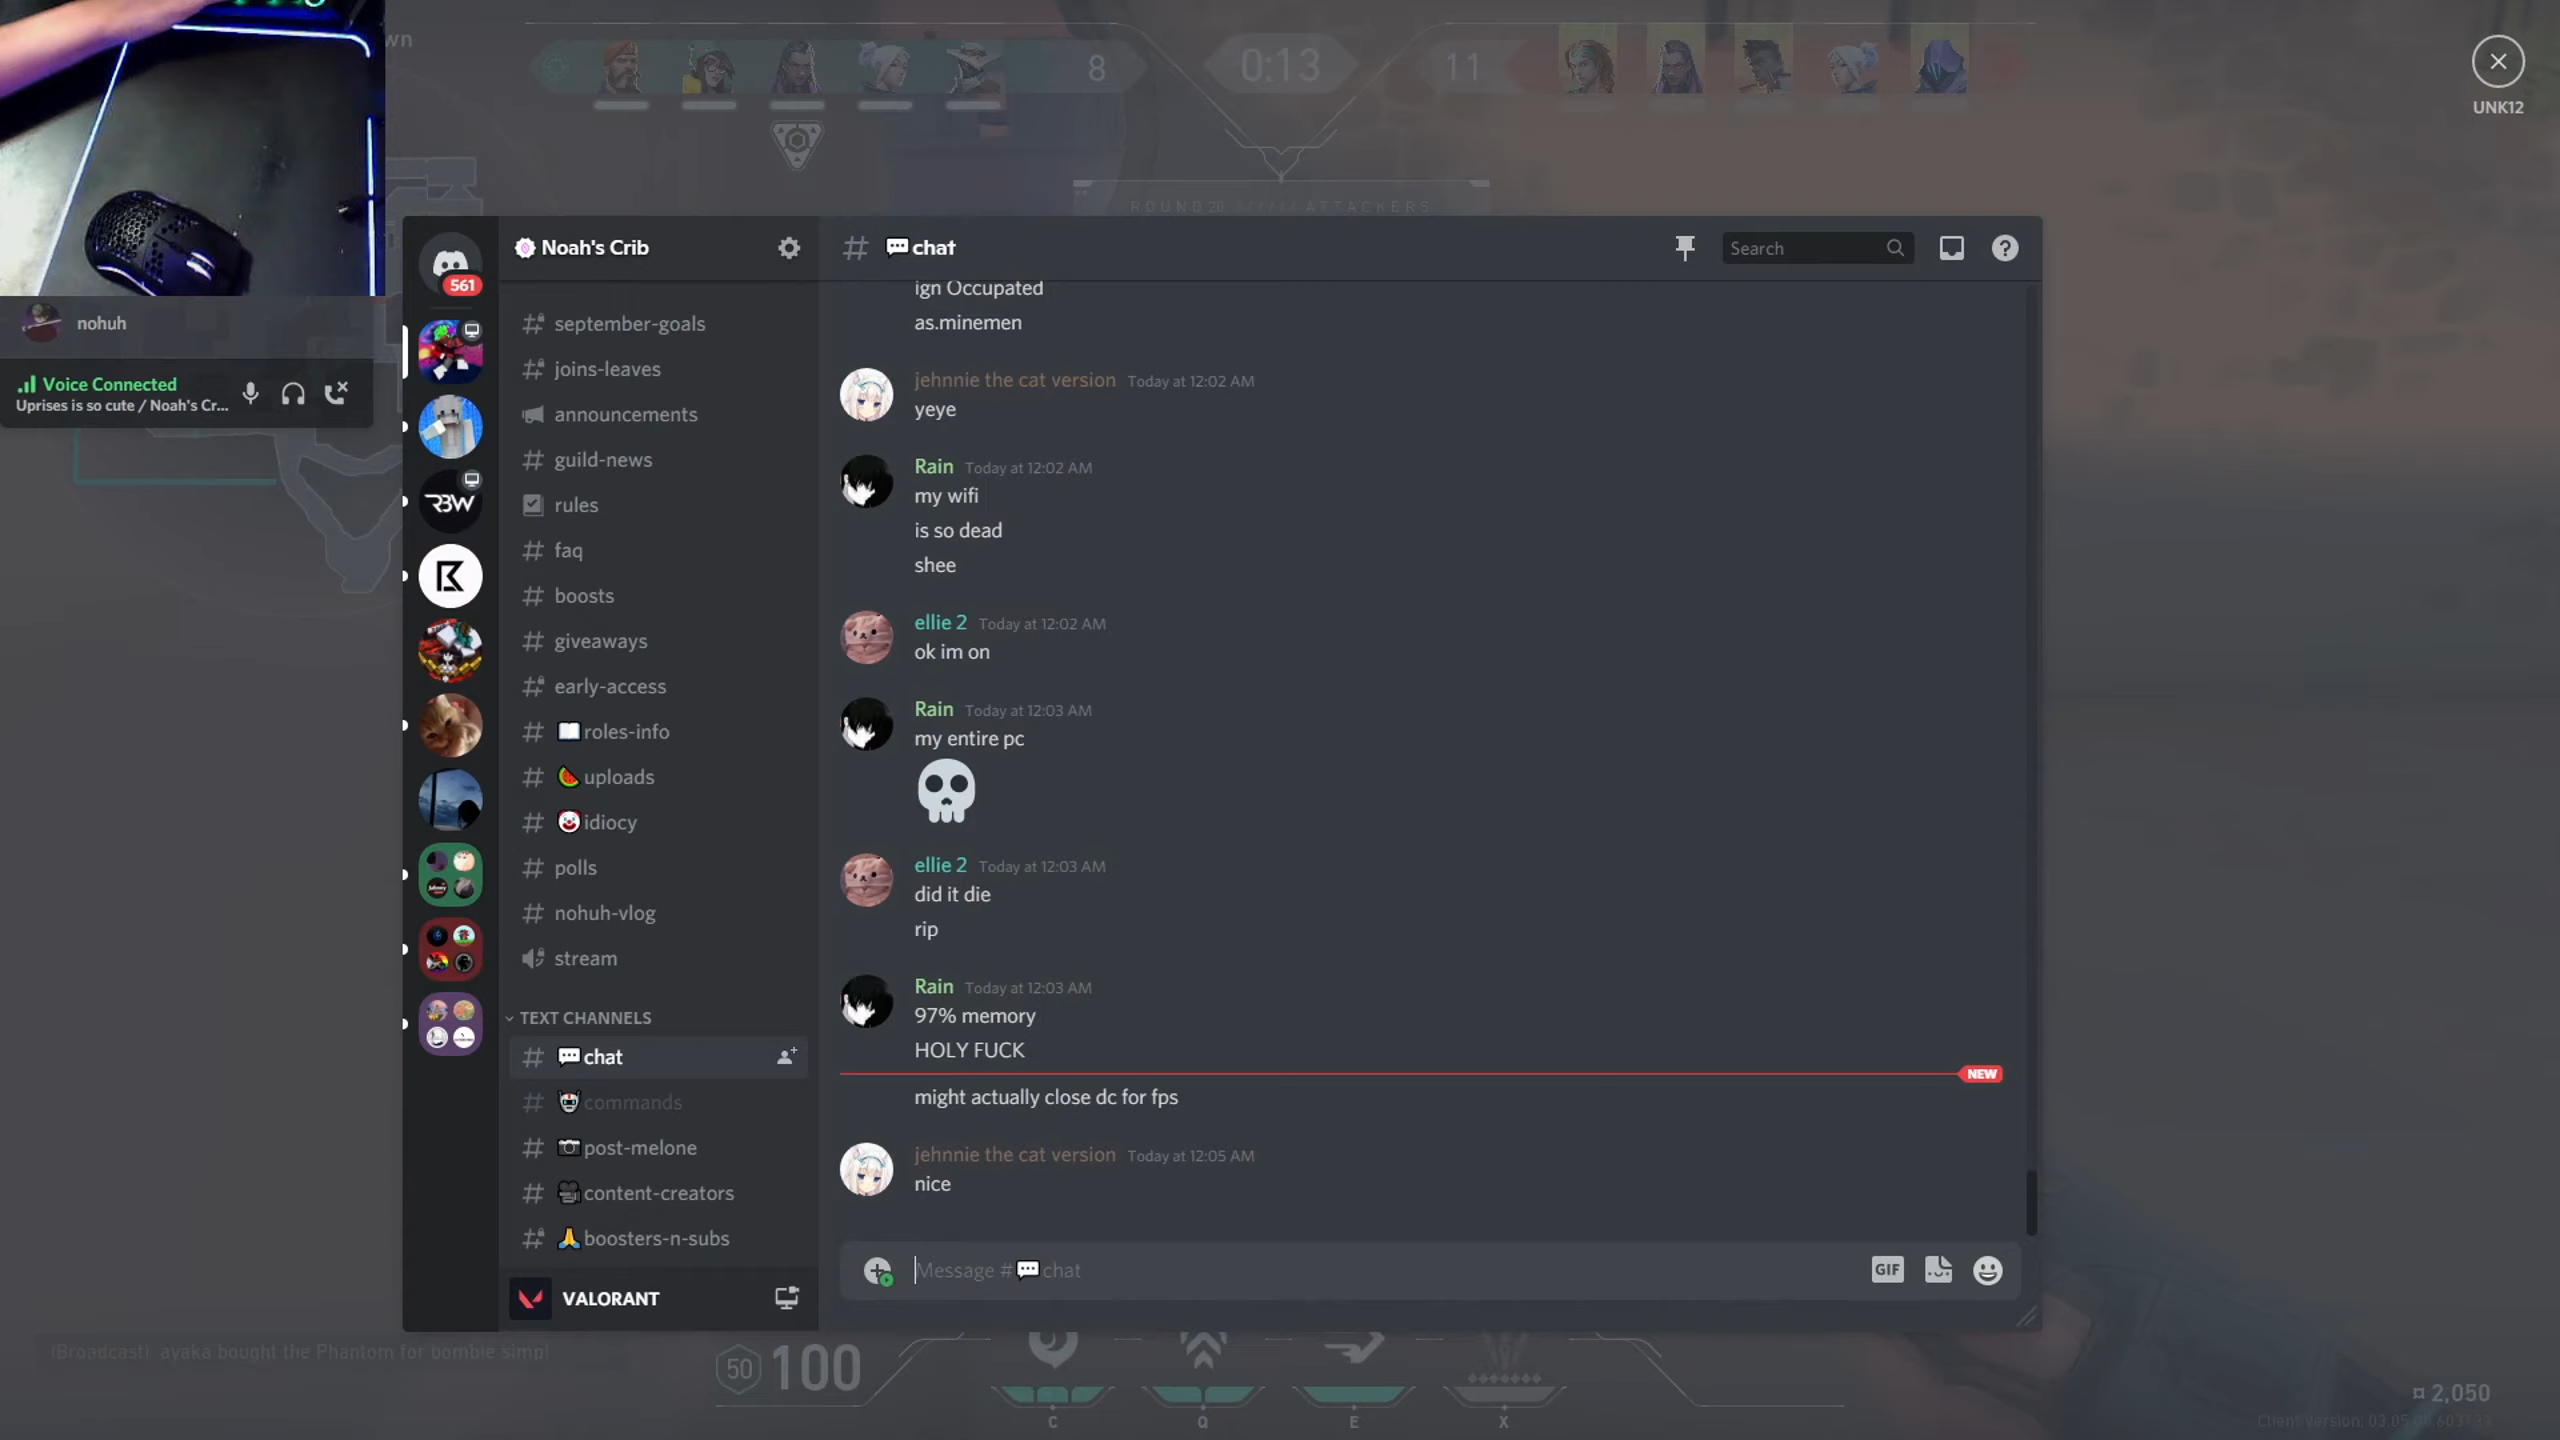 wn
8
0:13
11
UNK12
ROUND 20 ////// ATTACKERS
nohuh
Voice Connected
Uprises is so cute / Noah's Cr...
561
R3W
Noah's Crib
september-goals
joins-leaves
announcements
guild-news
rules
faq
boosts
giveaways
early-access
roles-info
uploads
idiocy
polls
nohuh-vlog
stream
TEXT CHANNELS
chat
commands
post-melone
content-creators
boosters-n-subs
VALORANT
chat
Search
ign Occupated
as.minemen
jehnnie the cat version Today at 12:02 AM
yeye
Rain Today at 12:02 AM
my wifi
is so dead
shee
ellie 2 Today at 12:02 AM
ok im on
Rain Today at 12:03 AM
my entire pc
ellie 2 Today at 12:03 AM
did it die
rip
Rain Today at 12:03 AM
97% memory
HOLY FUCK
NEW
might actually close dc for fps
jehnnie the cat version Today at 12:05 AM
nice
Message #💬chat
GIF
(Broadcast) ayaka bought the Phantom for bombie simp!
50 100
C Q E X
¤ 2,050
Client version: